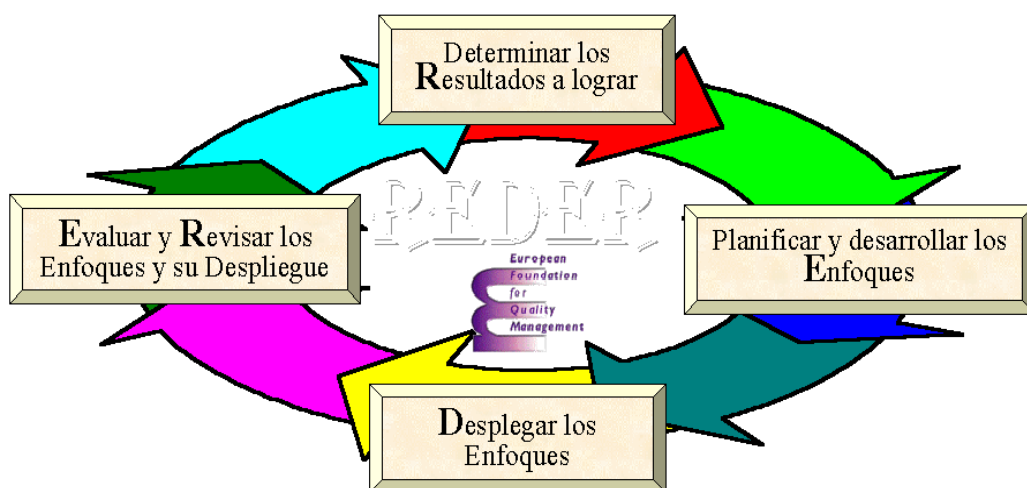 Determinar los
Resultados a lograr
REDER
Evaluar y Revisar los
Enfoques y su Despliegue
Planificar y desarrollar los
Enfoques
European
Foundation
for
Quality
Management
Desplegar los
Enfoques